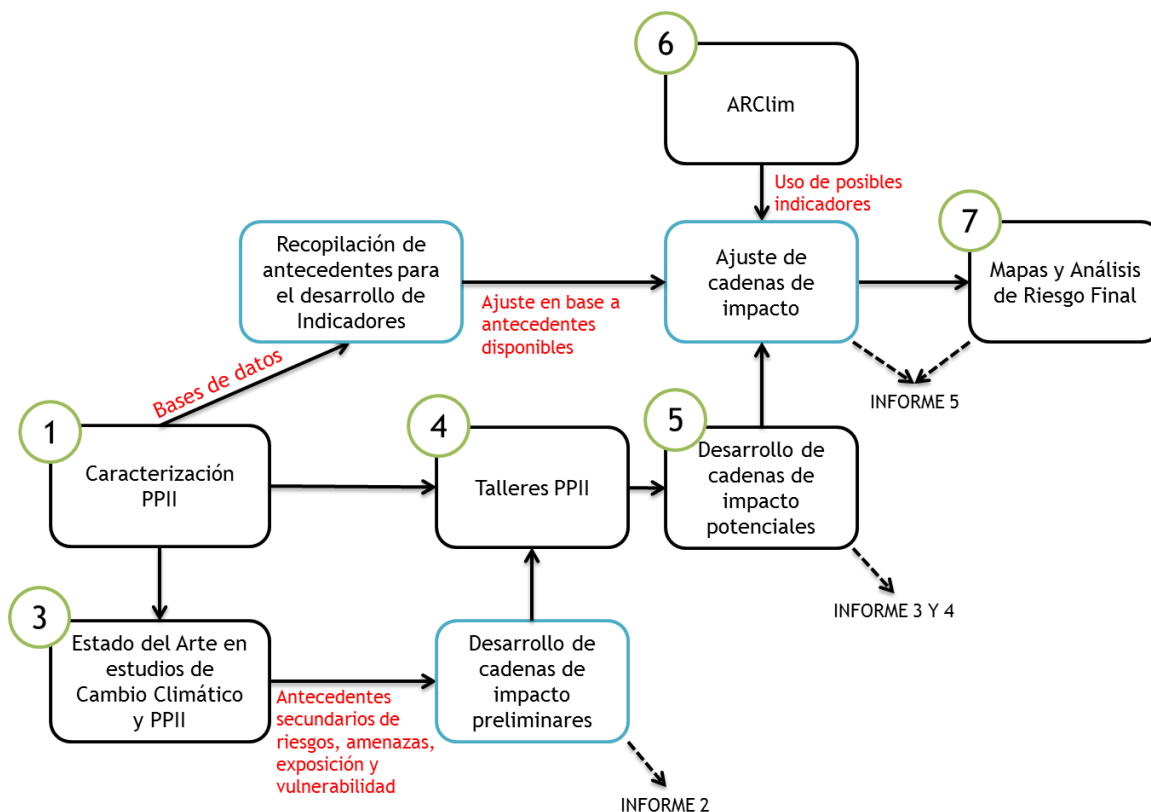 6
ARClim
Uso de posibles
indicadores
7
Mapas y Análisis
de Riesgo Final
Recopilación de
antecedentes para
el desarrollo de
Indicadores
Ajuste en base a
antecedentes
disponibles
Ajuste de
cadenas de
impacto
INFORME 5
Bases de datos
1
Caracterización
PPII
4
Talleres PPII
5
Desarrollo de
cadenas de
impacto
potenciales
INFORME 3 Y 4
3
Estado del Arte en
estudios de
Cambio Climático
y PPII
Antecedentes
secundarios de
riesgos, amenazas,
exposición y
vulnerabilidad
Desarrollo de
cadenas de
impacto
preliminares
INFORME 2